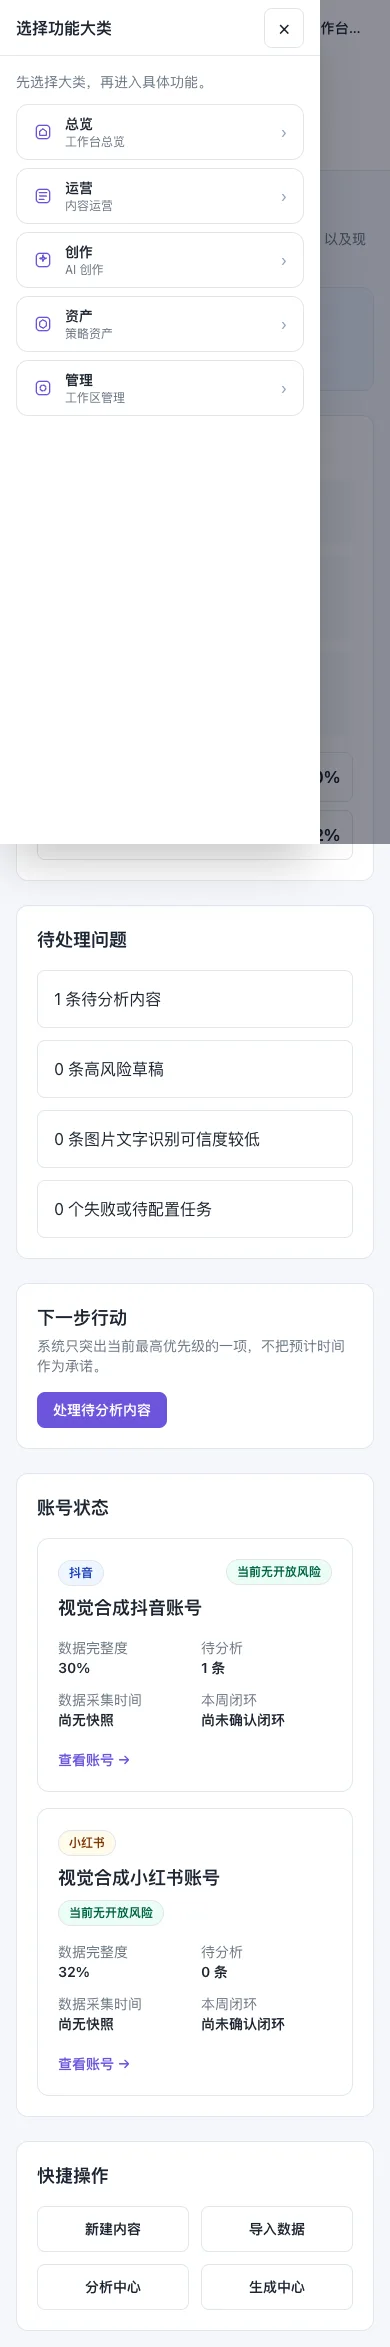 选择功能大类
×
作台...
先选择大类，再进入具体功能。
总览
工作台总览
›
运营
内容运营
›
以及现
创作
AI 创作
›
资产
策略资产
›
管理
工作区管理
›
0%
2%
待处理问题
1 条待分析内容
0 条高风险草稿
0 条图片文字识别可信度较低
0 个失败或待配置任务
下一步行动
系统只突出当前最高优先级的一项，不把预计时间
作为承诺。
处理待分析内容
账号状态
抖音
当前无开放风险
视觉合成抖音账号
数据完整度
待分析
30%
1 条
数据采集时间
本周闭环
尚无快照
尚未确认闭环
查看账号 →
小红书
视觉合成小红书账号
当前无开放风险
数据完整度
待分析
32%
0 条
数据采集时间
本周闭环
尚无快照
尚未确认闭环
查看账号 →
快捷操作
新建内容
导入数据
分析中心
生成中心